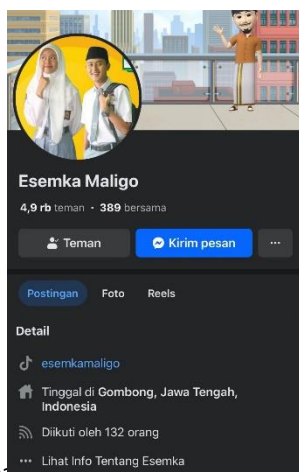 Esemka Maligo
4,9 rb teman • 389 bersama
Teman
Kirim pesan
Postingan
Foto
Reels
Detail
esemkamaligo
Tinggal di Gombong, Jawa Tengah,
Indonesia
Diikuti oleh 132 orang
Lihat Info Tentang Esemka